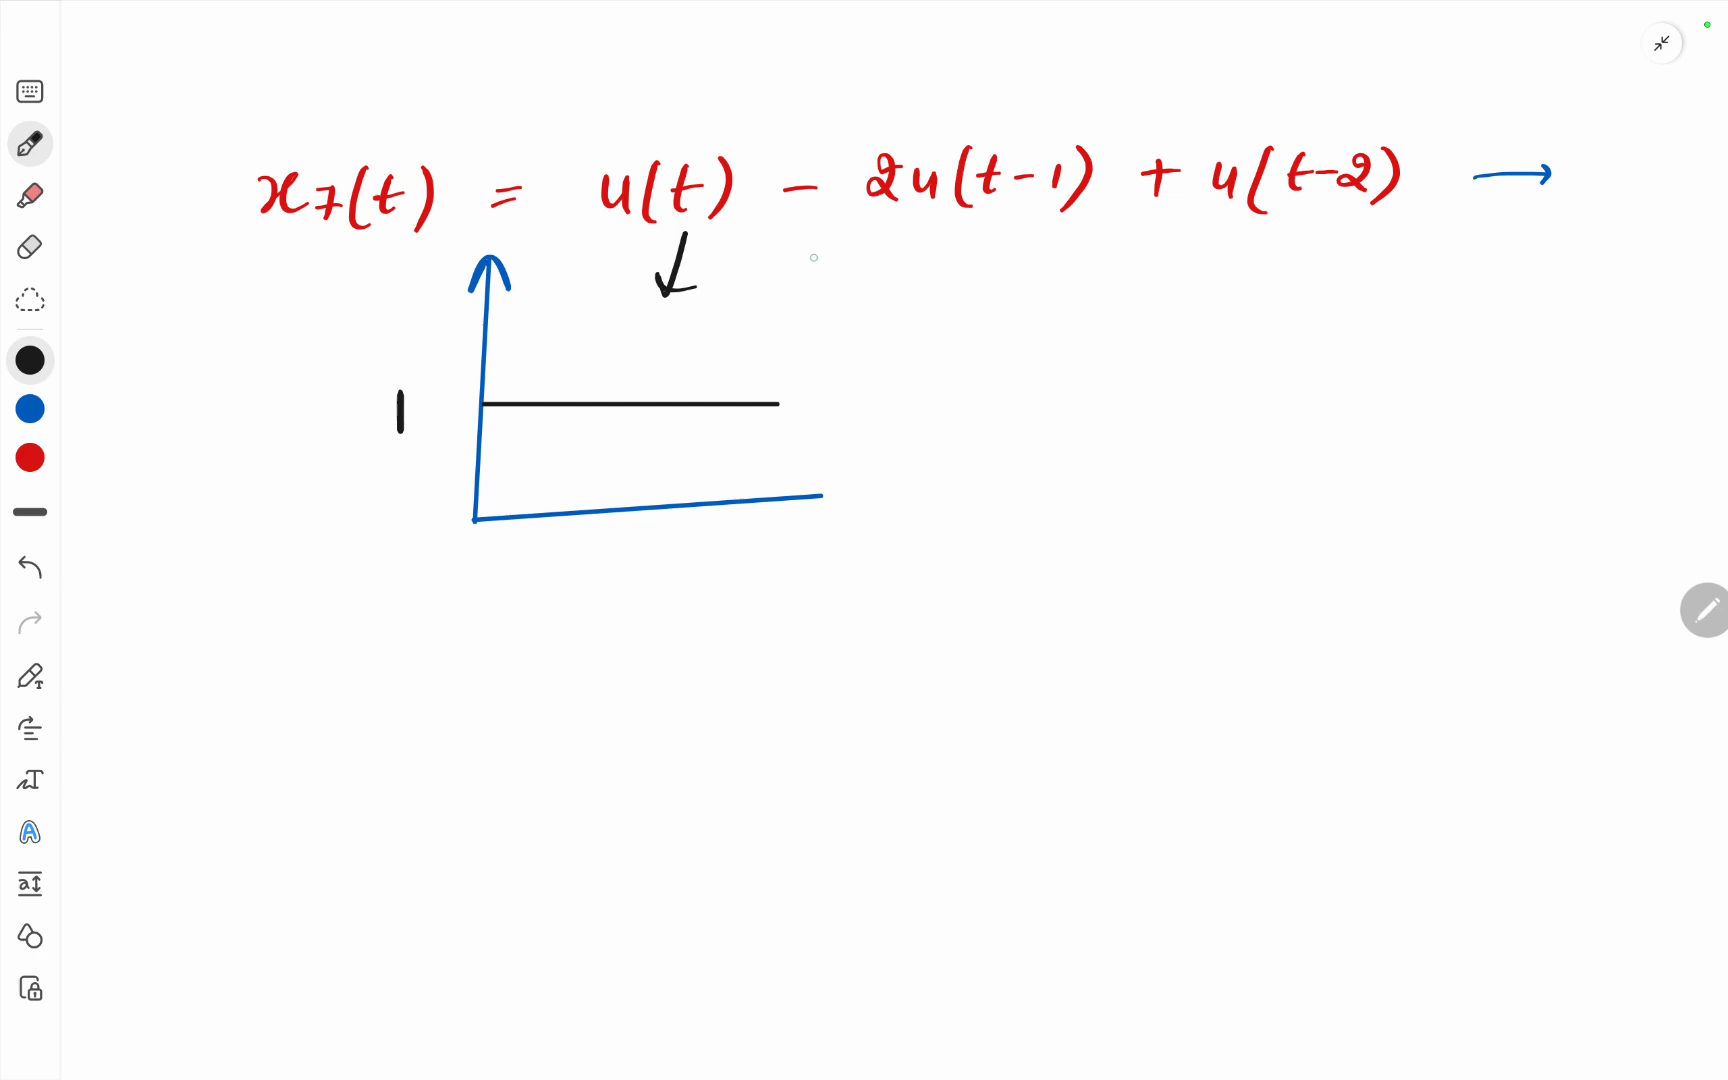 x₇(t) = u(t) - 2u(t-1) + u(t-2) →
1